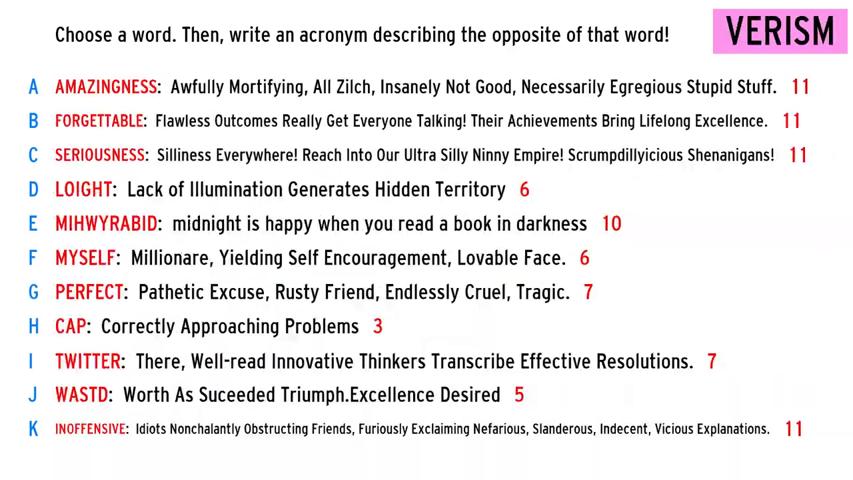 Choose a word. Then, write an acronym describing the opposite of that word!
VERISM
A AMAZINGNESS: Awfully Mortifying, All Zilch, Insanely Not Good, Necessarily Egregious Stupid Stuff. 11
B FORGETTABLE: Flawless Outcomes Really Get Everyone Talking! Their Achievements Bring Lifelong Excellence. 11
C SERIOUSNESS: Silliness Everywhere! Reach Into Our Ultra Silly Ninny Empire! Scrumpdillyicious Shenanigans! 11
D LOIGHT: Lack of Illumination Generates Hidden Territory 6
E MIHWYRABID: midnight is happy when you read a book in darkness 10
F MYSELF: Millionare, Yielding Self Encouragement, Lovable Face. 6
G PERFECT: Pathetic Excuse, Rusty Friend, Endlessly Cruel, Tragic. 7
H CAP: Correctly Approaching Problems 3
I TWITTER: There, Well-read Innovative Thinkers Transcribe Effective Resolutions. 7
J WASTD: Worth As Suceeded Triumph.Excellence Desired 5
K INOFFENSIVE: Idiots Nonchalantly Obstructing Friends, Furiously Exclaiming Nefarious, Slanderous, Indecent, Vicious Explanations. 11